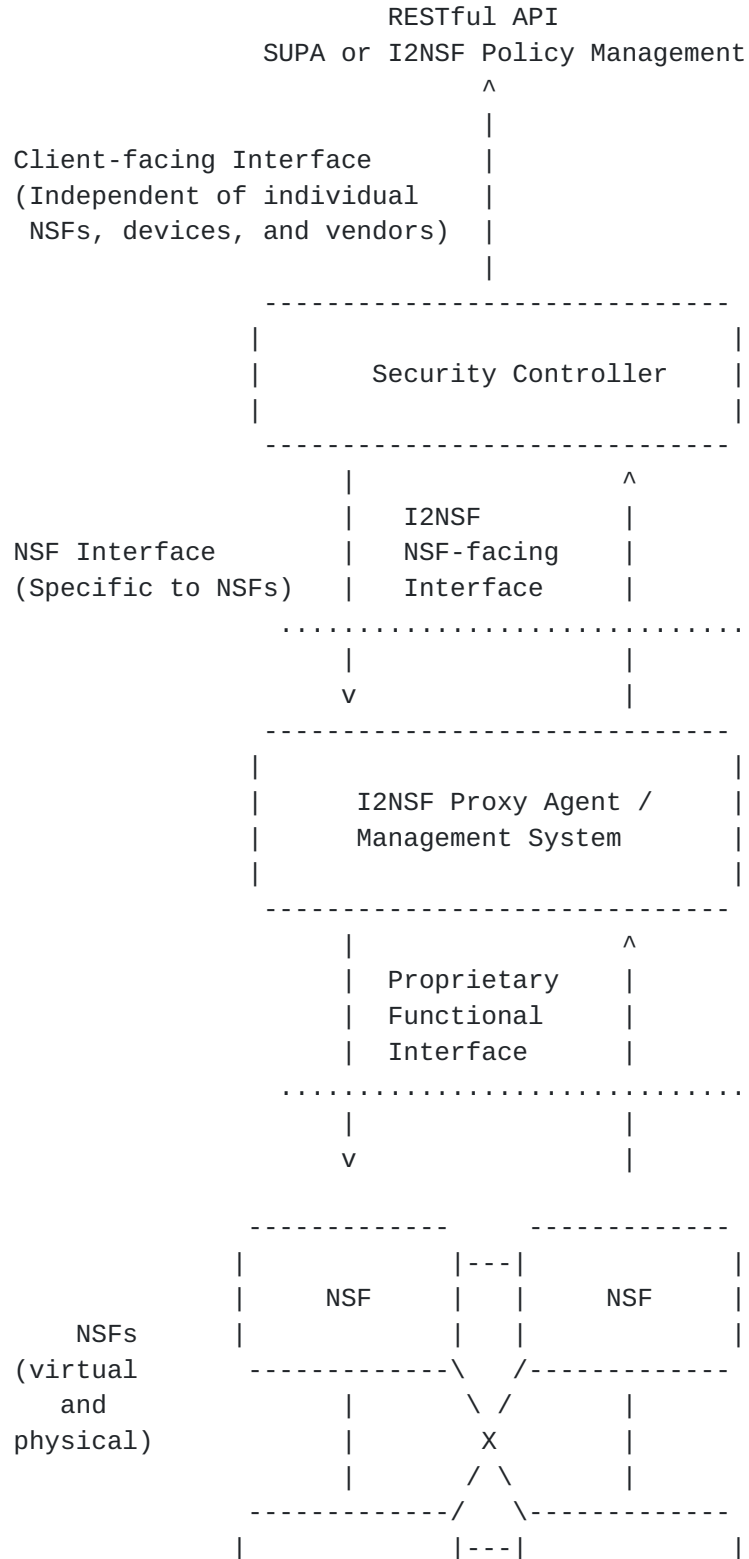 RESTful API
SUPA or I2NSF Policy Management
^
|
Client-facing Interface |
(Independent of individual |
NSFs, devices, and vendors) |
|
------------------------------
| |
| Security Controller |
| |
------------------------------
| ^
| I2NSF |
NSF Interface | NSF-facing |
(Specific to NSFs) | Interface |
..............................
| |
v |
------------------------------
| |
| I2NSF Proxy Agent / |
| Management System |
| |
------------------------------
| ^
| Proprietary |
| Functional |
| Interface |
..............................
| |
v |
------------- -------------
| |---| |
| NSF | | NSF |
NSFs | | | |
(virtual -------------\ /-------------
and | \ / |
physical) | X |
| / \ |
-------------/ \-------------
| |---| |